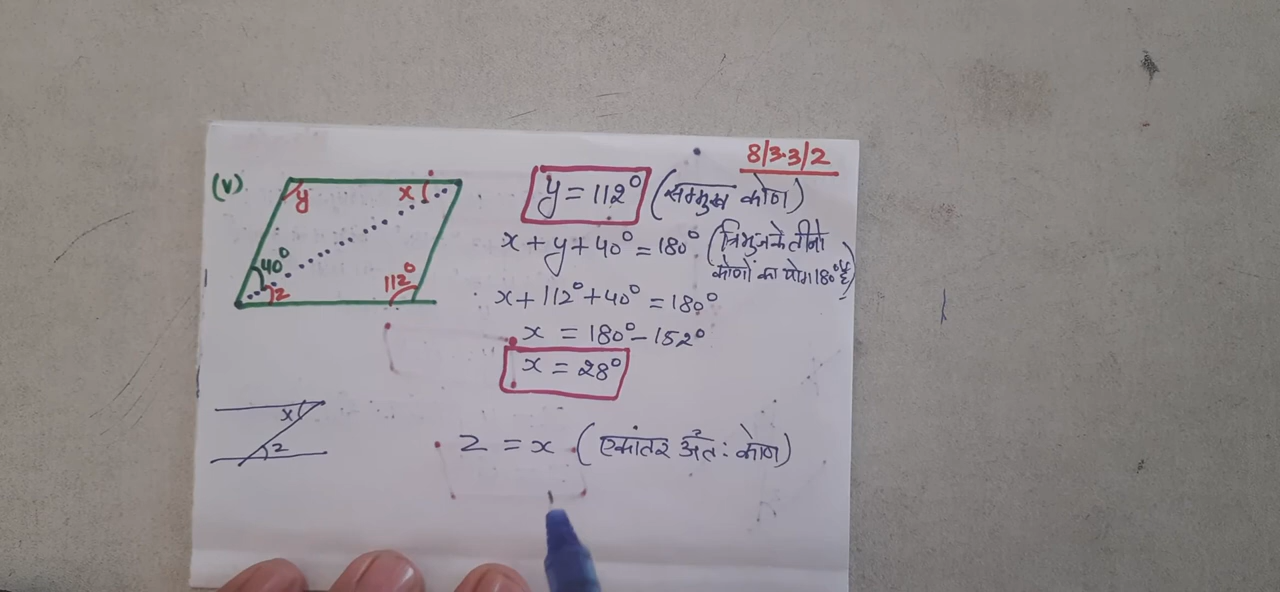 8/3.3/2
(v)
y
x
40°
z
112°
y = 112° (सम्मुख कोण)
x + y + 40° = 180° (त्रिभुज के तीनों
कोणों का योग 180° है)
x + 112° + 40° = 180°
x = 180° - 152°
x = 28°
x
z
z = x (एकांतर अंतः कोण)